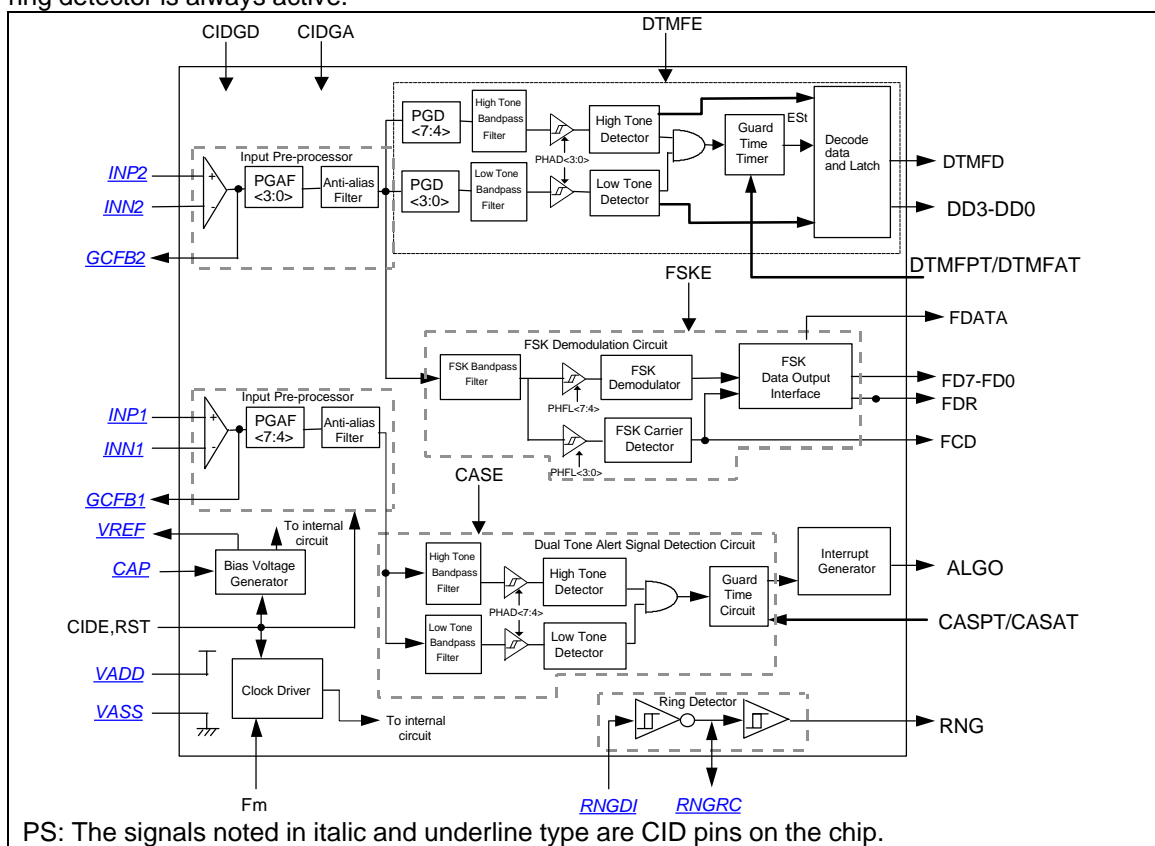 ring detector is always active.
CIDGD
CIDGA
DTMFE
Input Pre-processor
INP2
INN2
GCFB2
+
-
PGAF
<3:0>
Anti-alias
Filter
PGD
<7:4>
High Tone
Bandpass
Filter
High Tone
Detector
PHAD<3:0>
PGD
<3:0>
Low Tone
Bandpass
Filter
Low Tone
Detector
Guard
Time
Timer
ESt
Decode
data
and Latch
DTMFD
DD3-DD0
DTMFPT/DTMFAT
FSKE
FSK Demodulation Circuit
FSK Bandpass
Filter
PHFL<7:4>
FSK
Demodulator
PHFL<3:0>
FSK Carrier
Detector
FSK
Data Output
Interface
FDATA
FD7-FD0
FDR
FCD
Input Pre-processor
INP1
INN1
GCFB1
+
-
PGAF
<7:4>
Anti-alias
Filter
VREF
CAP
To internal
circuit
Bias Voltage
Generator
CIDE,RST
VADD
VASS
Clock Driver
To internal
circuit
Fm
CASE
Dual Tone Alert Signal Detection Circuit
High Tone
Bandpass
Filter
High Tone
Detector
PHAD<7:4>
Low Tone
Bandpass
Filter
Low Tone
Detector
Guard
Time
Circuit
Interrupt
Generator
ALGO
CASPT/CASAT
Ring Detector
RNG
RNGDI
RNGRC
PS: The signals noted in italic and underline type are CID pins on the chip.